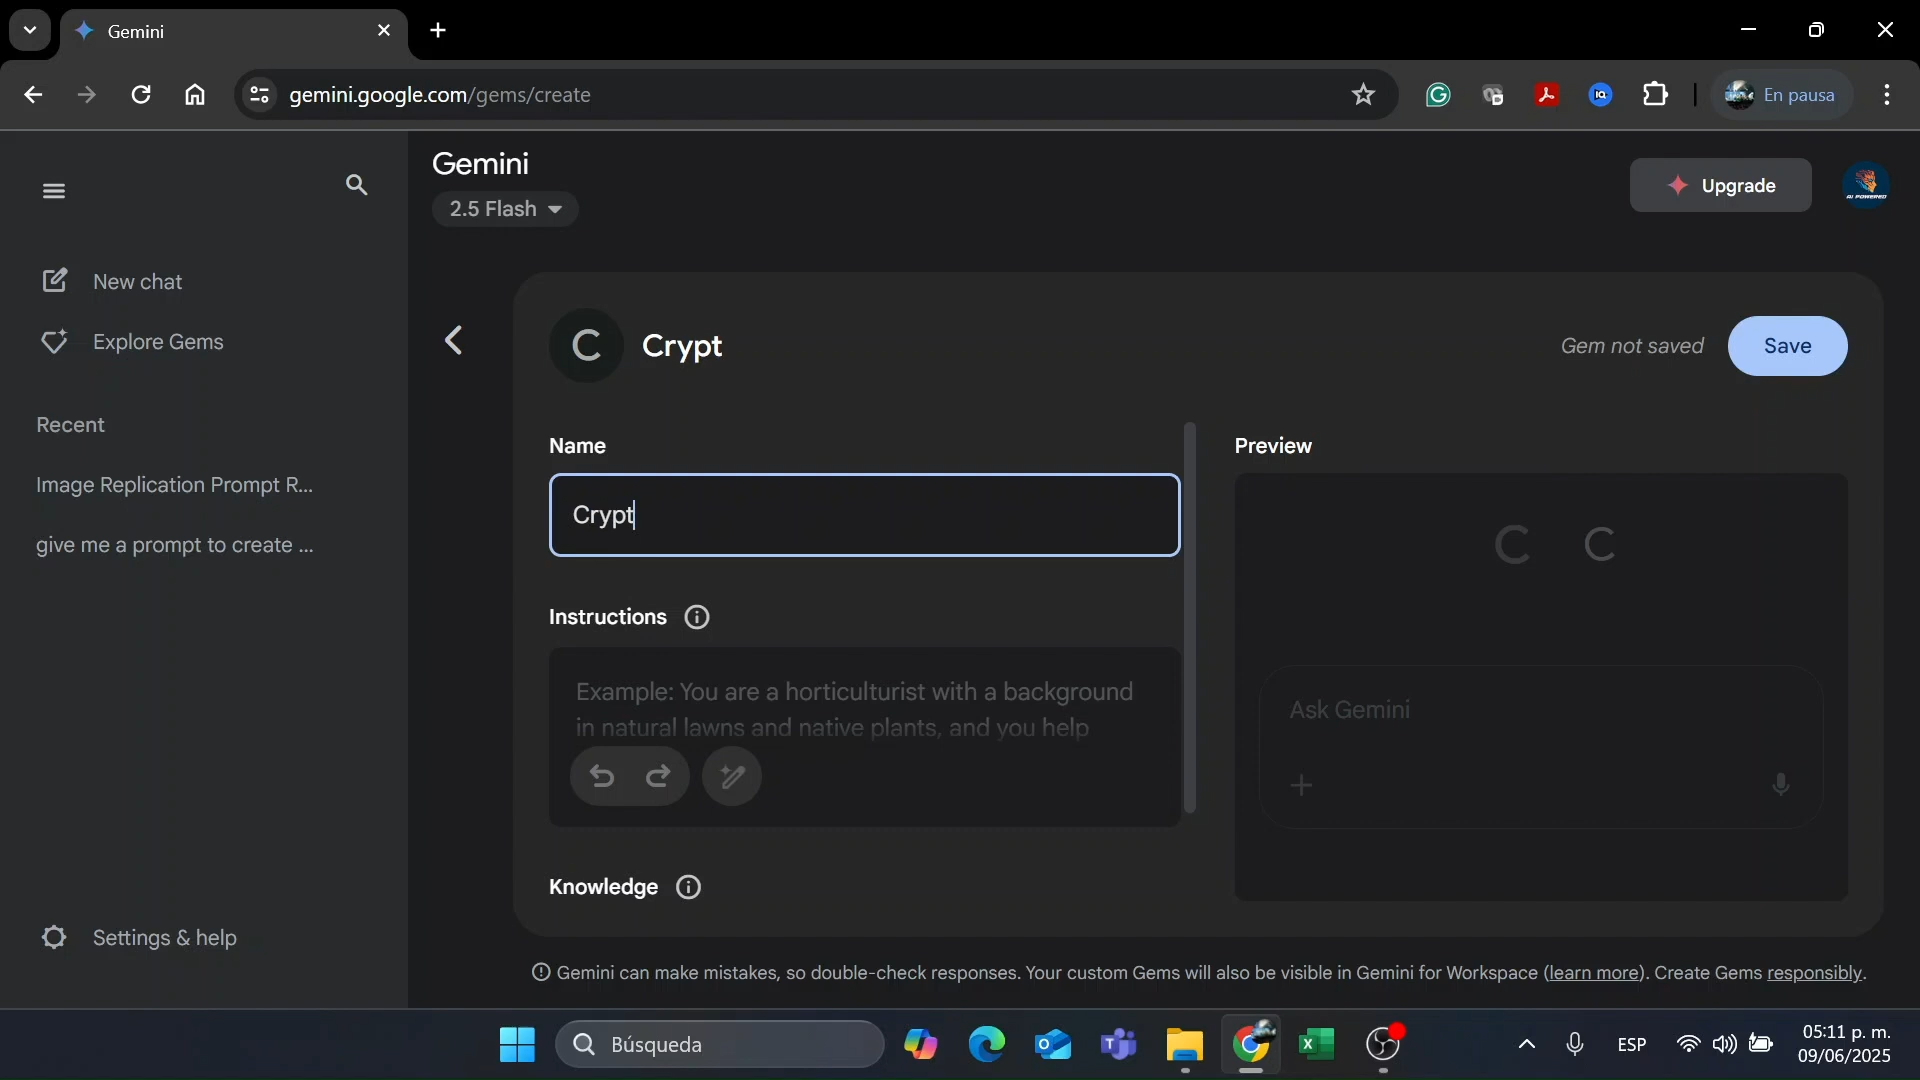 Gemini
gemini.google.com/gems/create
En pausa
Gemini
2.5 Flash
Upgrade
AI POWERED
New chat
Explore Gems
Recent
Image Replication Prompt R...
give me a prompt to create ...
Settings & help
C
Crypt
Gem not saved
Save
Name
Crypt
Instructions
Example: You are a horticulturist with a background
in natural lawns and native plants, and you help
Knowledge
Preview
C
Ask Gemini
Gemini can make mistakes, so double-check responses. Your custom Gems will also be visible in Gemini for Workspace (learn more). Create Gems responsibly.
Búsqueda
ESP
05:11 p. m.
09/06/2025